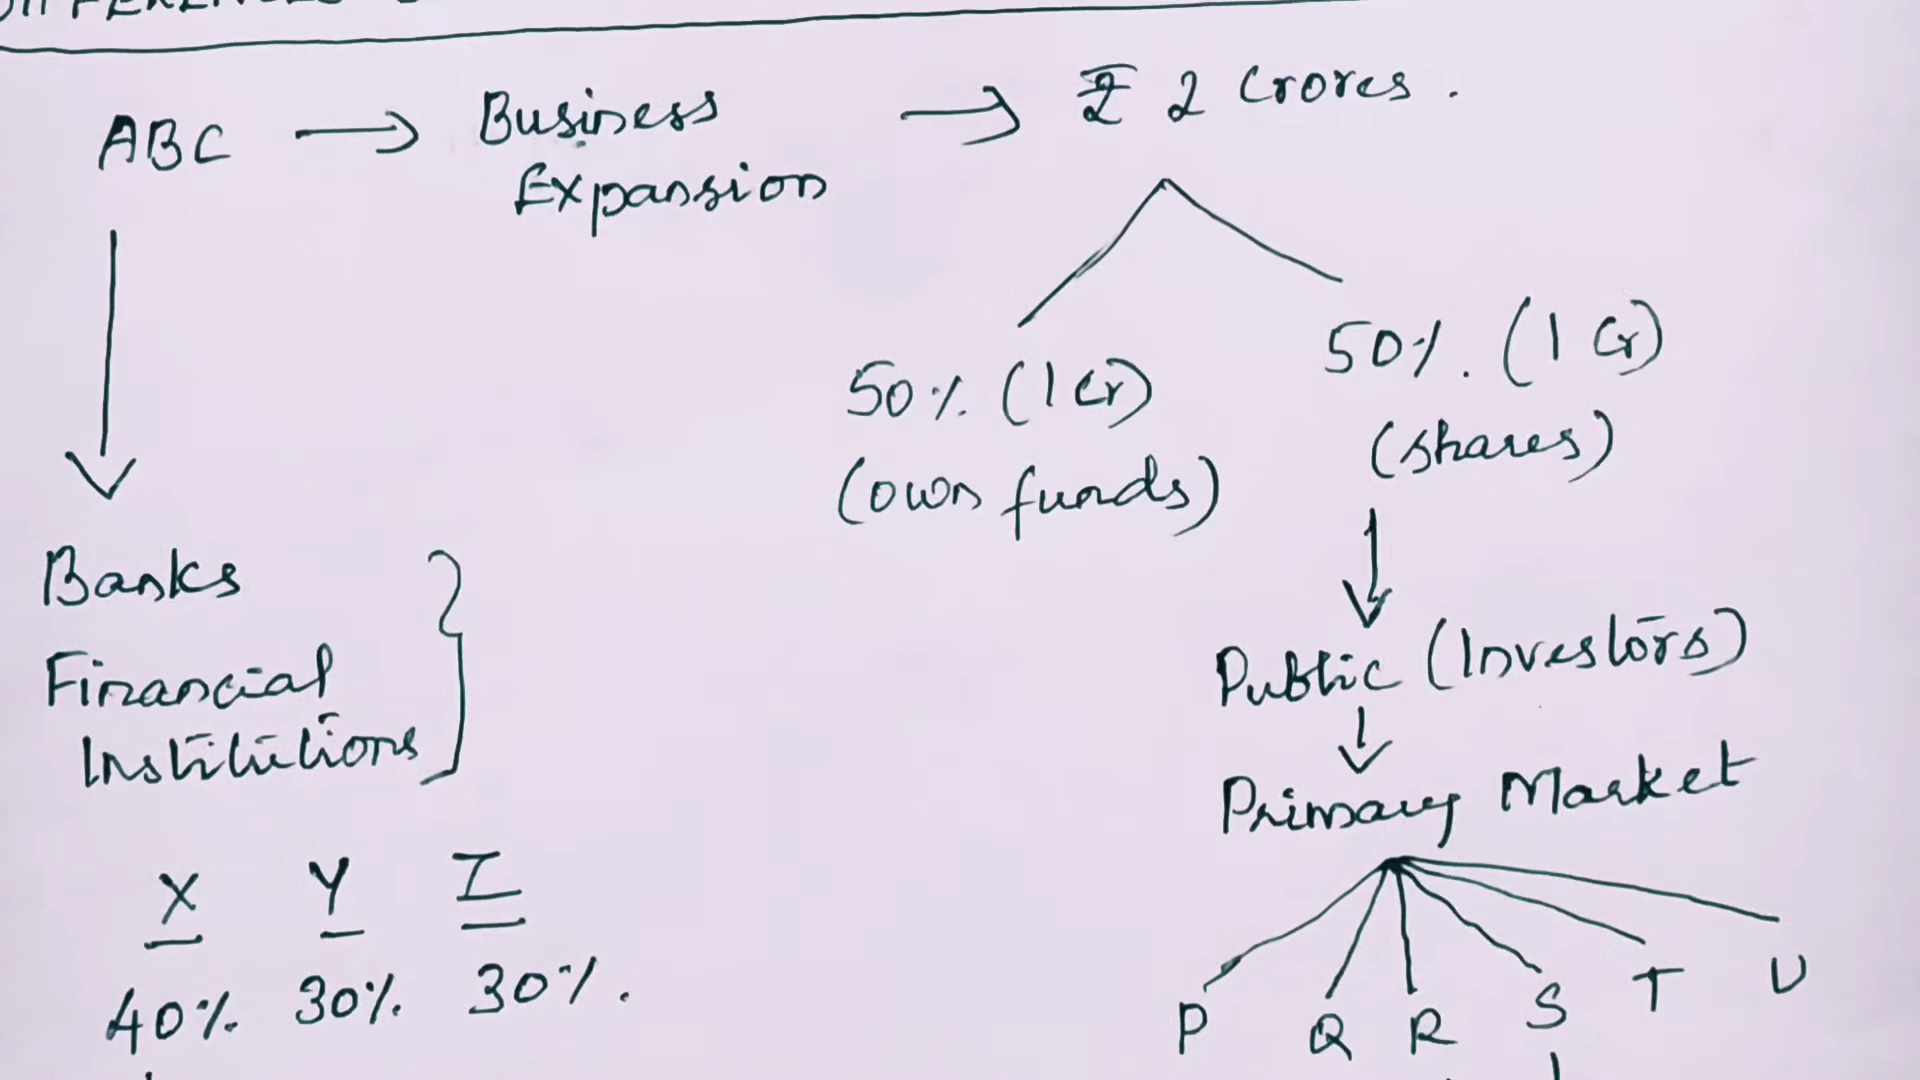 ABC → Business Expansion → ₹ 2 Crores.
50% (1 Cr) (own funds)
50%. (1 Cr) (shares)
↓
Public (Investors)
↓
Primary Market
P Q R S T U
Banks
Financial
Institutions
X Y Z
40% 30% 30%.